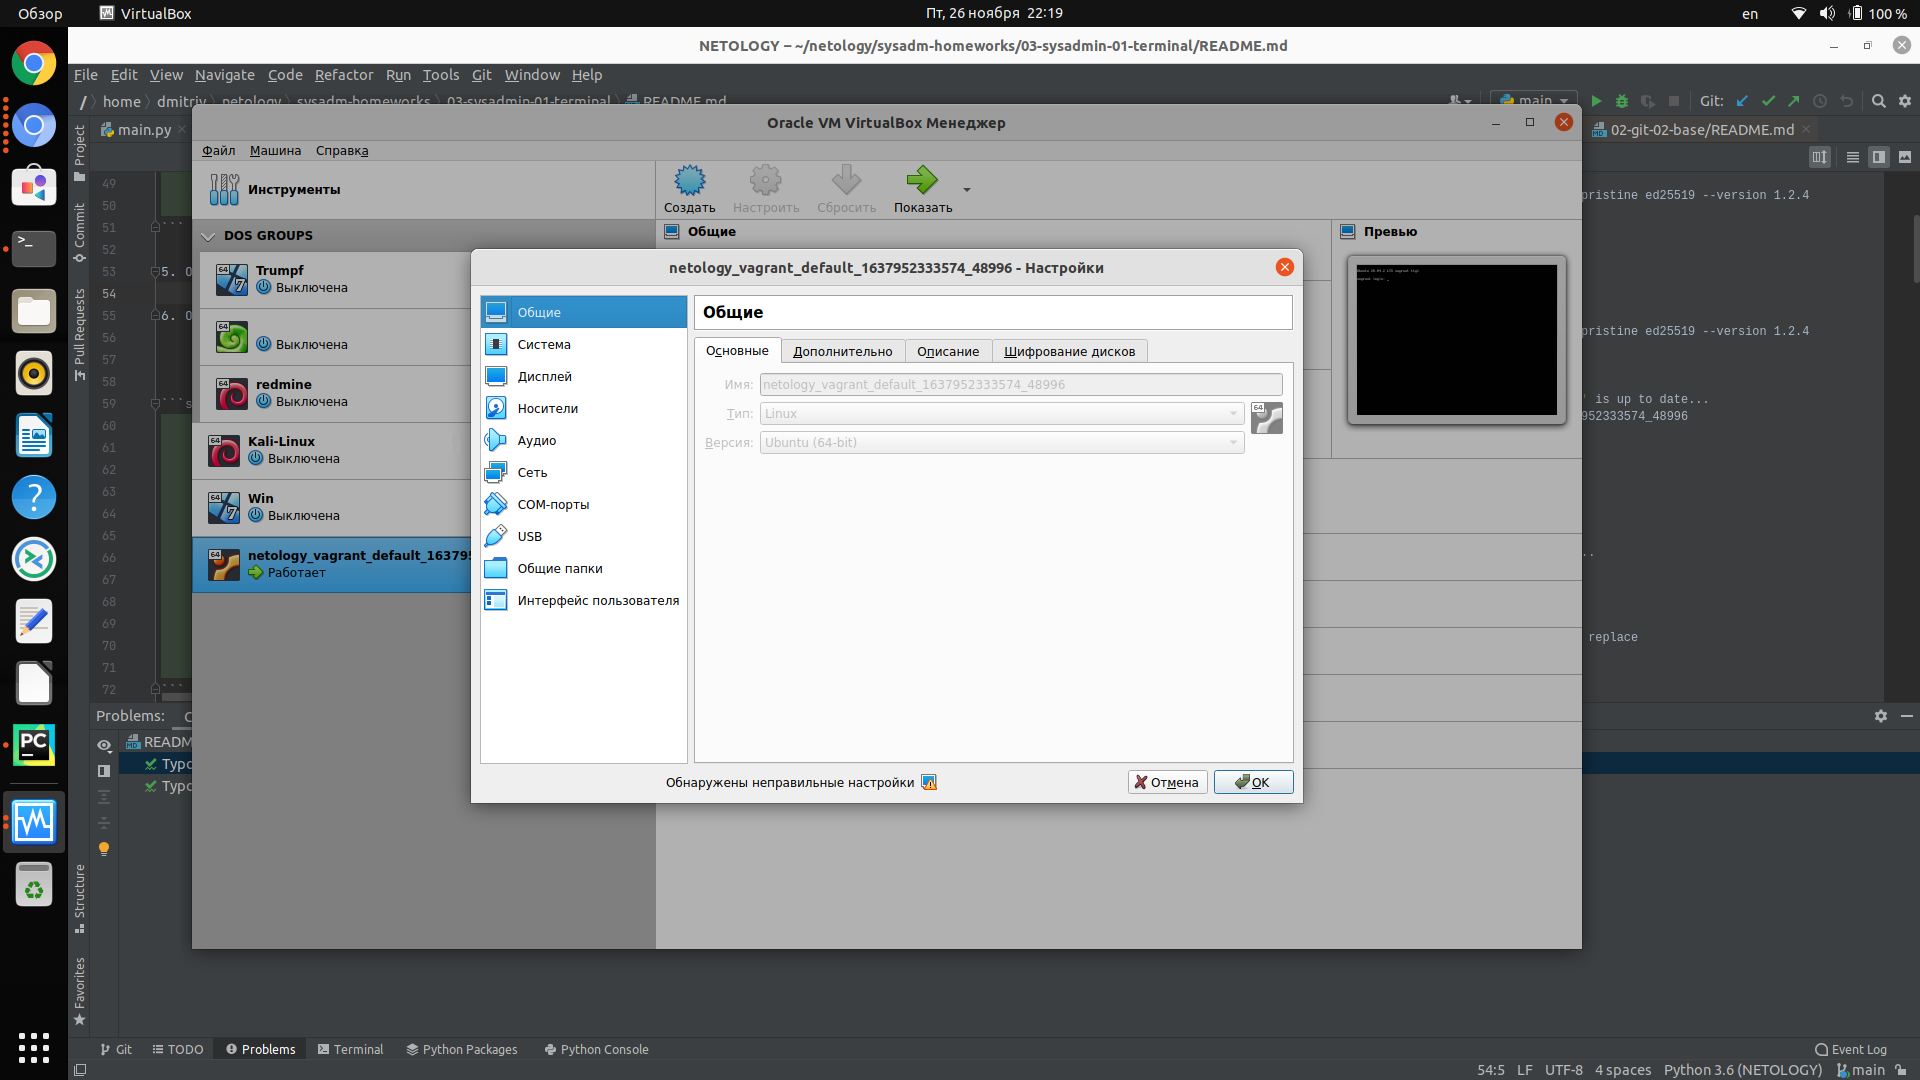 Обзор
VirtualBox
Пт, 26 ноября 22:19
en
100 %
NETOLOGY – ~/netology/sysadm-homeworks/03-sysadmin-01-terminal/README.md
File Edit View Navigate Code Refactor Run Tools Git Window Help
/ home dmitriy netology sysadm-homeworks 03-sysadmin-01-terminal README.md
main
Git:
main.py
02-git-02-base/README.md
Project
Commit
Pull Requests
Structure
Favorites
49
50
51 ```
52
53 5. O
54
55 6. O
56
57
58
59 ```s
60
61
62
63
64
65
66
67
68
69
70
71
72 ```
pristine ed25519 --version 1.2.4
pristine ed25519 --version 1.2.4
' is up to date...
952333574_48996
..
replace
Oracle VM VirtualBox Менеджер
Файл Машина Справка
Инструменты
Создать Настроить Сбросить Показать
DOS GROUPS
Trumpf
Выключена
Выключена
redmine
Выключена
Kali-Linux
Выключена
Win
Выключена
netology_vagrant_default_16379
Работает
Общие
Превью
netology_vagrant_default_1637952333574_48996 - Настройки
Общие
Система
Дисплей
Носители
Аудио
Сеть
COM-порты
USB
Общие папки
Интерфейс пользователя
Общие
Основные Дополнительно Описание Шифрование дисков
Имя: netology_vagrant_default_1637952333574_48996
Тип: Linux
Версия: Ubuntu (64-bit)
64
Обнаружены неправильные настройки
Отмена
OK
Problems:
READM
Typo
Typo
Git TODO Problems Terminal Python Packages Python Console
Event Log
54:5 LF UTF-8 4 spaces Python 3.6 (NETOLOGY) main